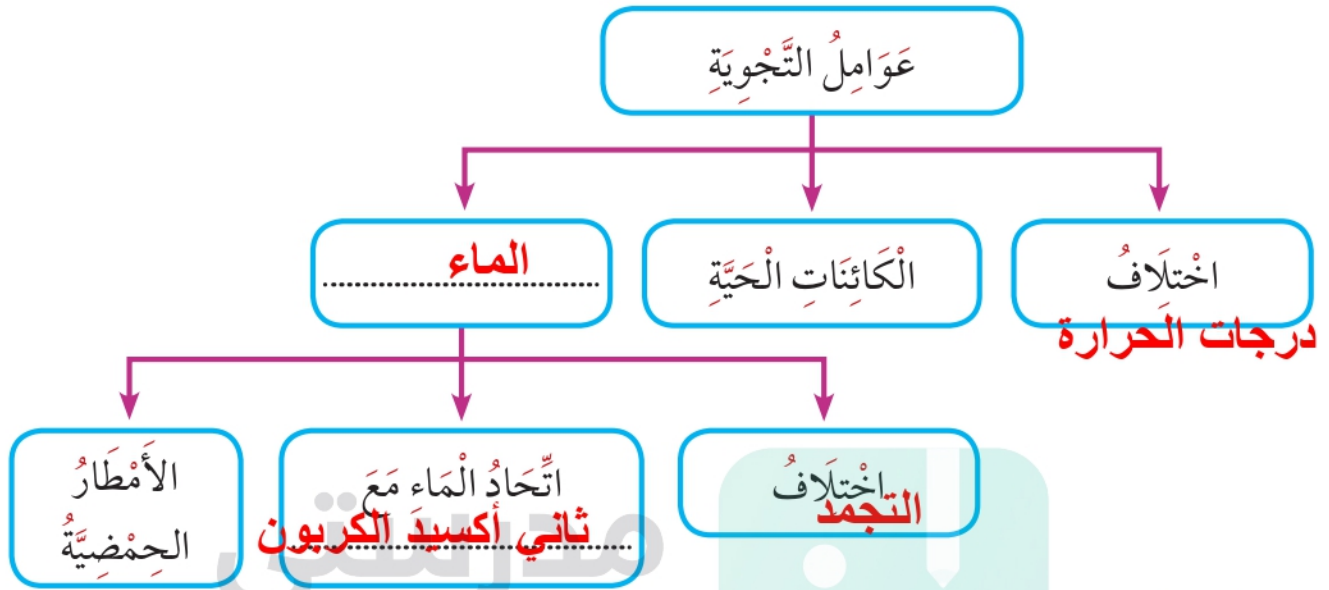 عَوَامِلُ التَّجْوِيَةِ
اخْتِلَافُ
درجات الحرارة
الْكَائِنَاتِ الْحَيَّةِ
الماء
اخْتِلَافُ
التجمد
اتِّحَادُ الْمَاءِ مَعَ
ثاني أكسيد الكربون
الأَمْطَارُ
الحِمْضِيَّةُ
مدرستي